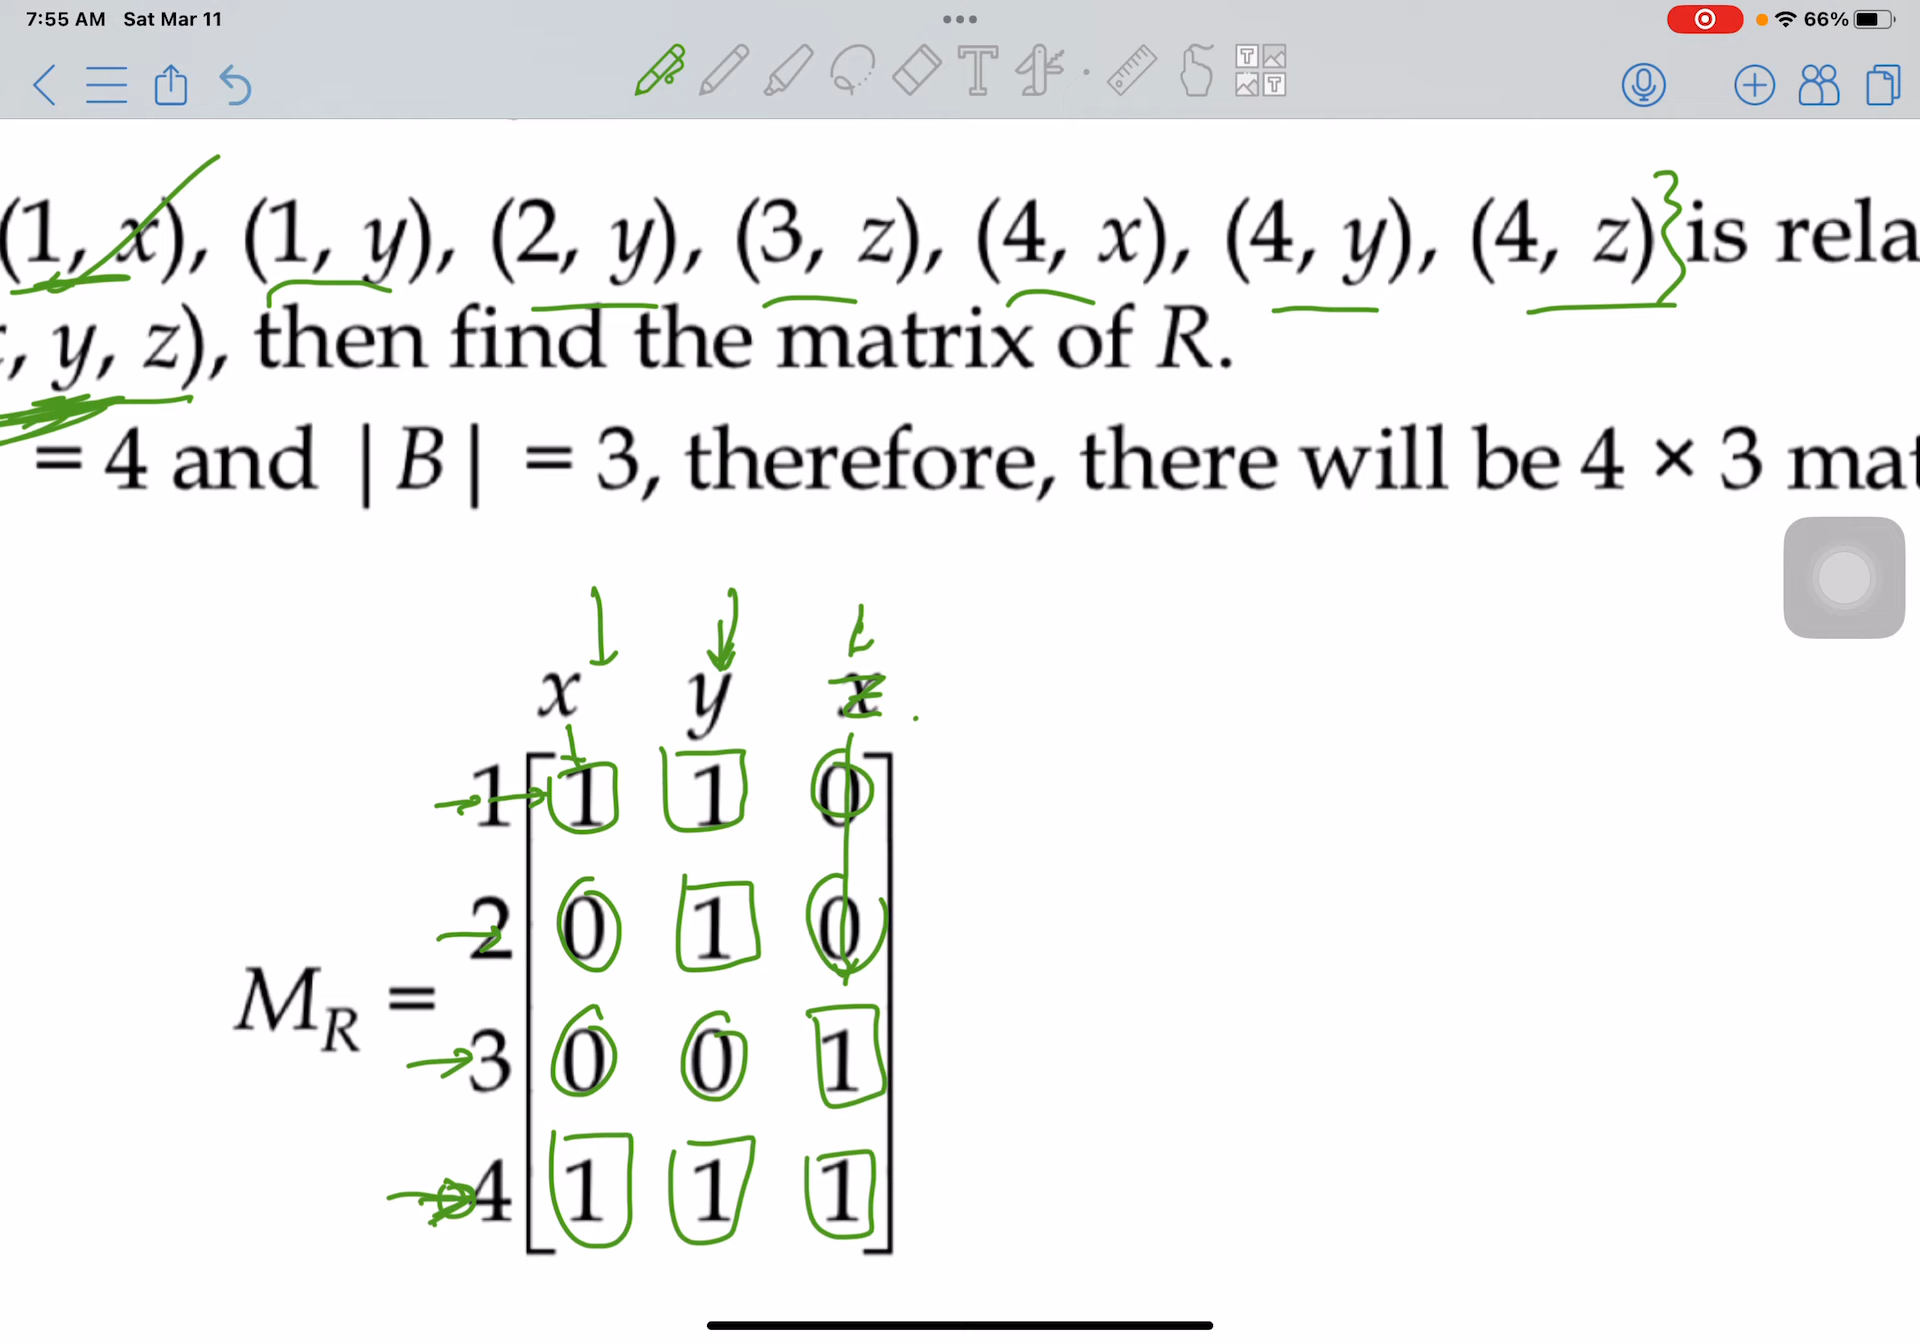 7:55 AM Sat Mar 11
66%
(1, x), (1, y), (2, y), (3, z), (4, x), (4, y), (4, z)} is rela
, y, z), then find the matrix of R.
= 4 and |B| = 3, therefore, there will be 4 × 3 mat
x y z
1 1 1 0
2 0 1 0
M_R =
3 0 0 1
4 1 1 1